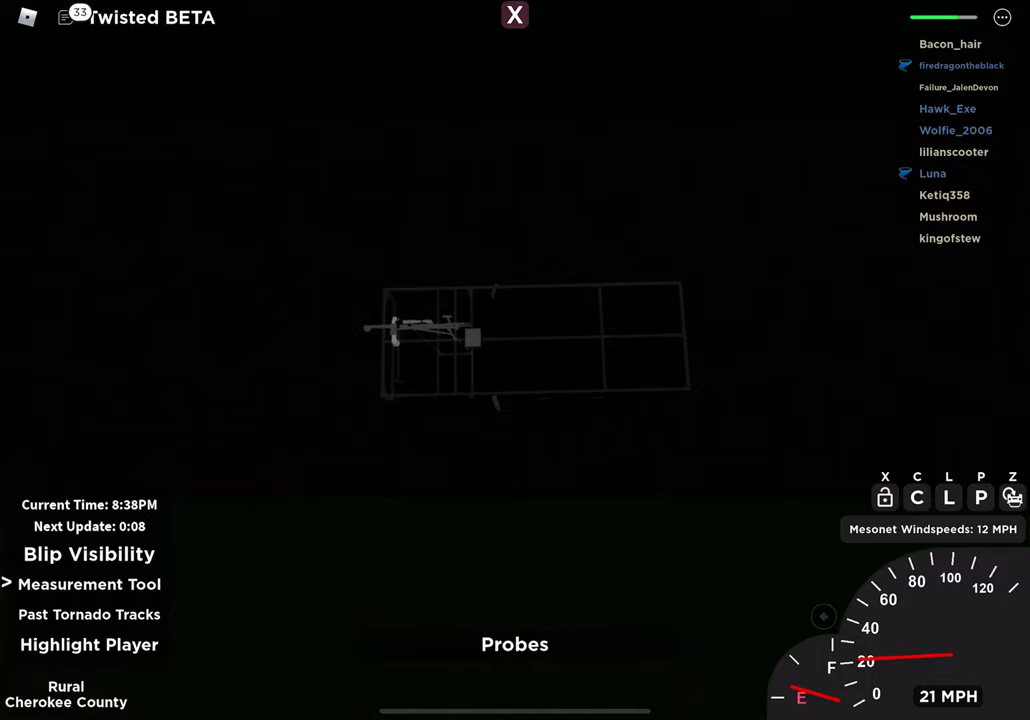 33
Twisted BETA
X
Bacon_hair
firedragontheblack
Failure_JalenDevon
Hawk_Exe
Wolfie_2006
lilianscooter
Luna
Ketiq358
Mushroom
kingofstew
Current Time: 8:38PM
Next Update: 0:08
Blip Visibility
> Measurement Tool
Past Tornado Tracks
Highlight Player
Rural
Cherokee County
Probes
X C L P Z
C L P
Mesonet Windspeeds: 12 MPH
0 20 40 60 80 100 120
F
E
21 MPH